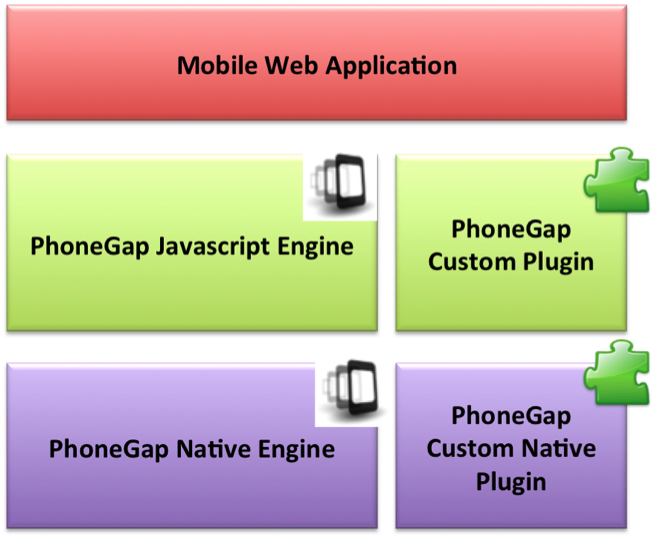 Mobile Web Application
PhoneGap Javascript Engine
PhoneGap
Custom Plugin
PhoneGap Native Engine
PhoneGap
Custom Native
Plugin